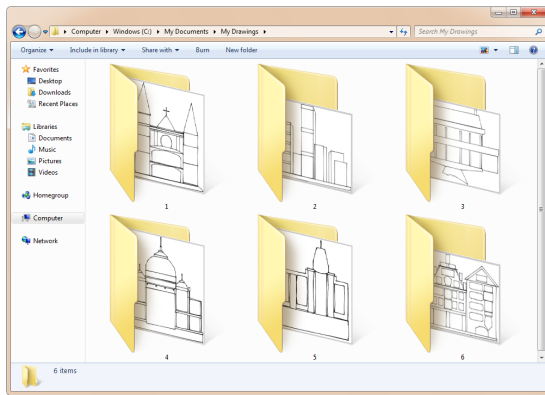 Computer ▸ Windows (C:) ▸ My Documents ▸ My Drawings ▸
Search My Drawings
Organize ▾ Include in library ▾ Share with ▾ Burn New folder
Favorites
Desktop
Downloads
Recent Places
Libraries
Documents
Music
Pictures
Videos
Homegroup
Computer
Network
1 2 3
4 5 6
6 items